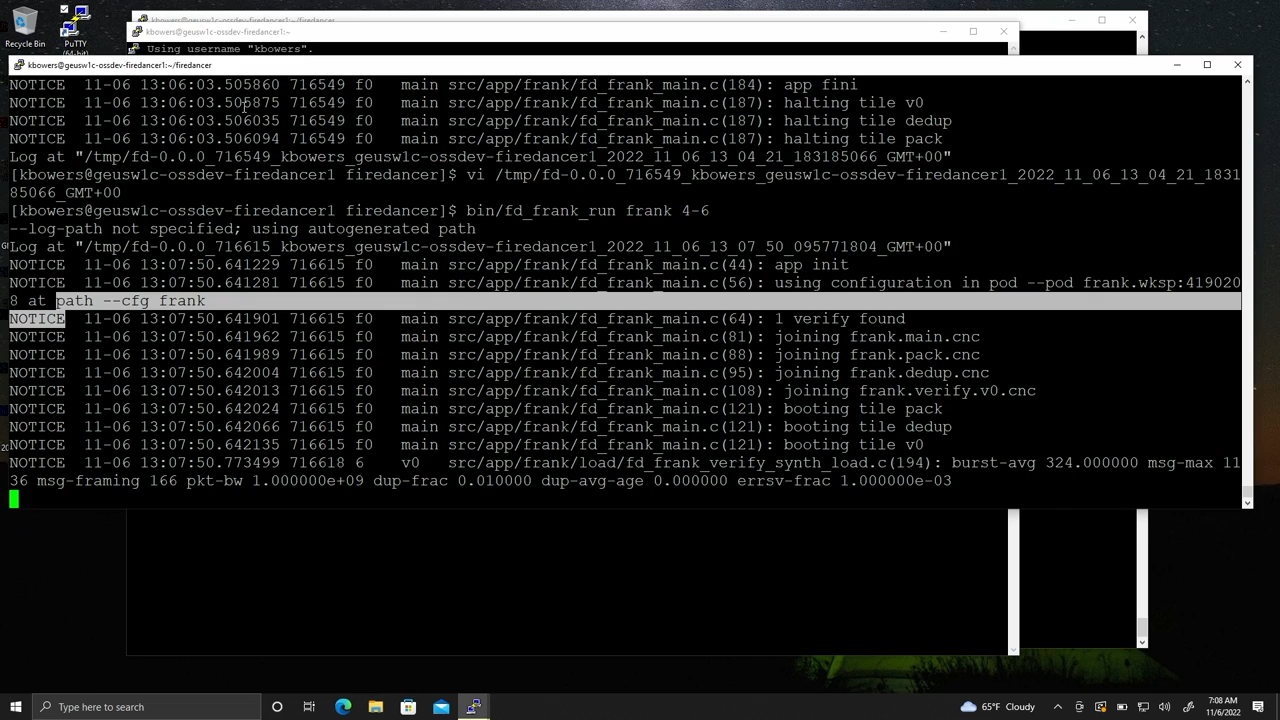 Recycle Bin
PuTTY
(64-bit)
kbowers@geusw1c-ossdev-firedancer1:~/firedancer
kbowers@geusw1c-ossdev-firedancer1:~
Using username "kbowers".
kbowers@geusw1c-ossdev-firedancer1:~/firedancer
NOTICE  11-06 13:06:03.505860 716549 f0   main src/app/frank/fd_frank_main.c(184): app fini
NOTICE  11-06 13:06:03.505875 716549 f0   main src/app/frank/fd_frank_main.c(187): halting tile v0
NOTICE  11-06 13:06:03.506035 716549 f0   main src/app/frank/fd_frank_main.c(187): halting tile dedup
NOTICE  11-06 13:06:03.506094 716549 f0   main src/app/frank/fd_frank_main.c(187): halting tile pack
Log at "/tmp/fd-0.0.0_716549_kbowers_geusw1c-ossdev-firedancer1_2022_11_06_13_04_21_183185066_GMT+00"
[kbowers@geusw1c-ossdev-firedancer1 firedancer]$ vi /tmp/fd-0.0.0_716549_kbowers_geusw1c-ossdev-firedancer1_2022_11_06_13_04_21_1831
85066_GMT+00
[kbowers@geusw1c-ossdev-firedancer1 firedancer]$ bin/fd_frank_run frank 4-6
--log-path not specified; using autogenerated path
Log at "/tmp/fd-0.0.0_716615_kbowers_geusw1c-ossdev-firedancer1_2022_11_06_13_07_50_095771804_GMT+00"
NOTICE  11-06 13:07:50.641229 716615 f0   main src/app/frank/fd_frank_main.c(44): app init
NOTICE  11-06 13:07:50.641281 716615 f0   main src/app/frank/fd_frank_main.c(56): using configuration in pod --pod frank.wksp:419020
8 at path --cfg frank
NOTICE  11-06 13:07:50.641901 716615 f0   main src/app/frank/fd_frank_main.c(64): 1 verify found
NOTICE  11-06 13:07:50.641962 716615 f0   main src/app/frank/fd_frank_main.c(81): joining frank.main.cnc
NOTICE  11-06 13:07:50.641989 716615 f0   main src/app/frank/fd_frank_main.c(88): joining frank.pack.cnc
NOTICE  11-06 13:07:50.642004 716615 f0   main src/app/frank/fd_frank_main.c(95): joining frank.dedup.cnc
NOTICE  11-06 13:07:50.642013 716615 f0   main src/app/frank/fd_frank_main.c(108): joining frank.verify.v0.cnc
NOTICE  11-06 13:07:50.642024 716615 f0   main src/app/frank/fd_frank_main.c(121): booting tile pack
NOTICE  11-06 13:07:50.642066 716615 f0   main src/app/frank/fd_frank_main.c(121): booting tile dedup
NOTICE  11-06 13:07:50.642135 716615 f0   main src/app/frank/fd_frank_main.c(121): booting tile v0
NOTICE  11-06 13:07:50.773499 716618 6    v0   src/app/frank/load/fd_frank_verify_synth_load.c(194): burst-avg 324.000000 msg-max 11
36 msg-framing 166 pkt-bw 1.000000e+09 dup-frac 0.010000 dup-avg-age 0.000000 errsv-frac 1.000000e-03
Type here to search
65°F Cloudy
7:08 AM
11/6/2022